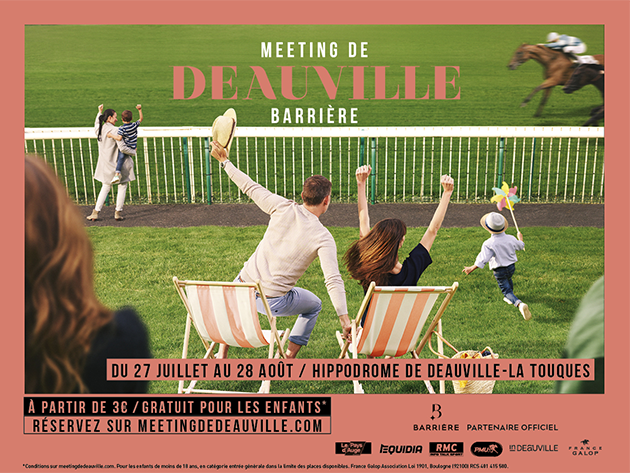 MEETING DE
DEAUVILLE
BARRIÈRE
DU 27 JUILLET AU 28 AOÛT / HIPPODROME DE DEAUVILLE-LA TOUQUES
À PARTIR DE 3€ / GRATUIT POUR LES ENFANTS*
RÉSERVEZ SUR MEETINGDEDEAUVILLE.COM
B
BARRIÈRE PARTENAIRE OFFICIEL
Le Pays d'Auge EQUIDIA RMC PMU INDEAUVILLE FRANCE GALOP
*Conditions sur meetingdedeauville.com. Pour les enfants de moins de 18 ans, en catégorie entrée générale dans la limite des places disponibles. France Galop Association Loi 1901, Boulogne (92100) RCS 481 415 580.